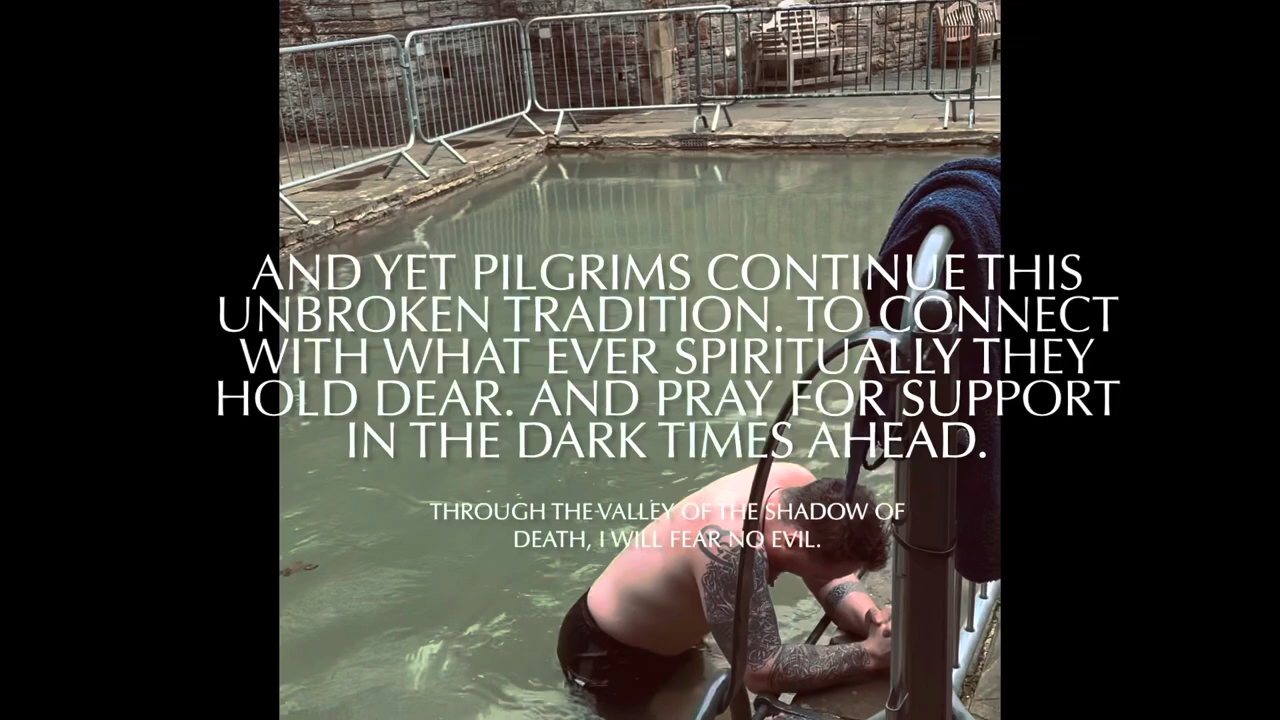 AND YET PILGRIMS CONTINUE THIS
UNBROKEN TRADITION. TO CONNECT
WITH WHAT EVER SPIRITUALLY THEY
HOLD DEAR. AND PRAY FOR SUPPORT
IN THE DARK TIMES AHEAD.
THROUGH THE VALLEY OF THE SHADOW OF
DEATH, I WILL FEAR NO EVIL.